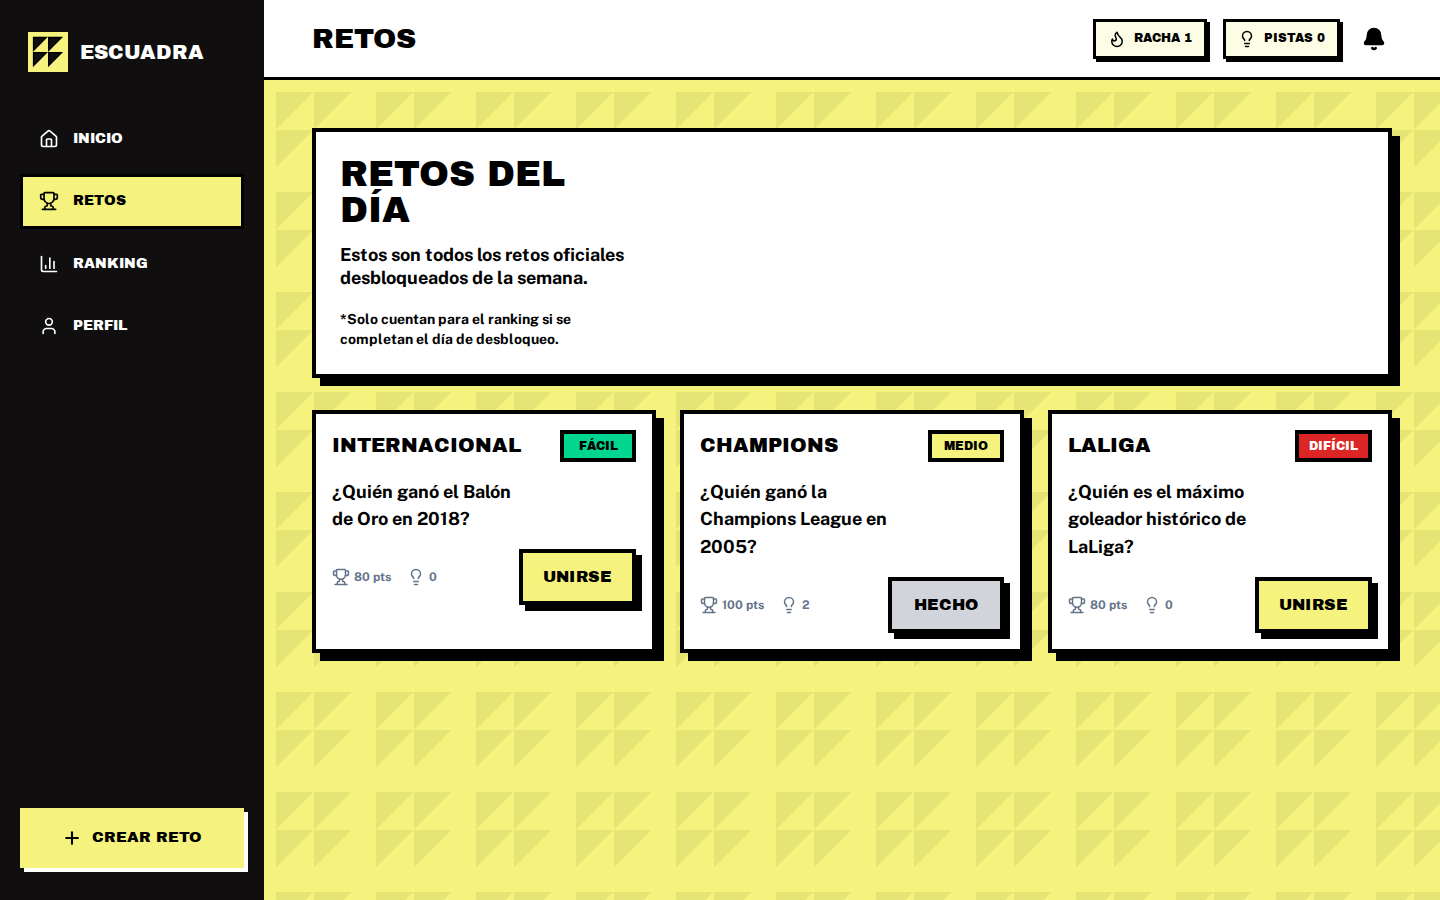 ESCUADRA
INICIO
RETOS
RANKING
PERFIL
CREAR RETO
RETOS
RACHA 1
PISTAS 0
RETOS DEL
DÍA
Estos son todos los retos oficiales
desbloqueados de la semana.
*Solo cuentan para el ranking si se
completan el día de desbloqueo.
INTERNACIONAL
FÁCIL
¿Quién ganó el Balón
de Oro en 2018?
80 pts
0
UNIRSE
CHAMPIONS
MEDIO
¿Quién ganó la
Champions League en
2005?
100 pts
2
HECHO
LALIGA
DIFÍCIL
¿Quién es el máximo
goleador histórico de
LaLiga?
80 pts
0
UNIRSE